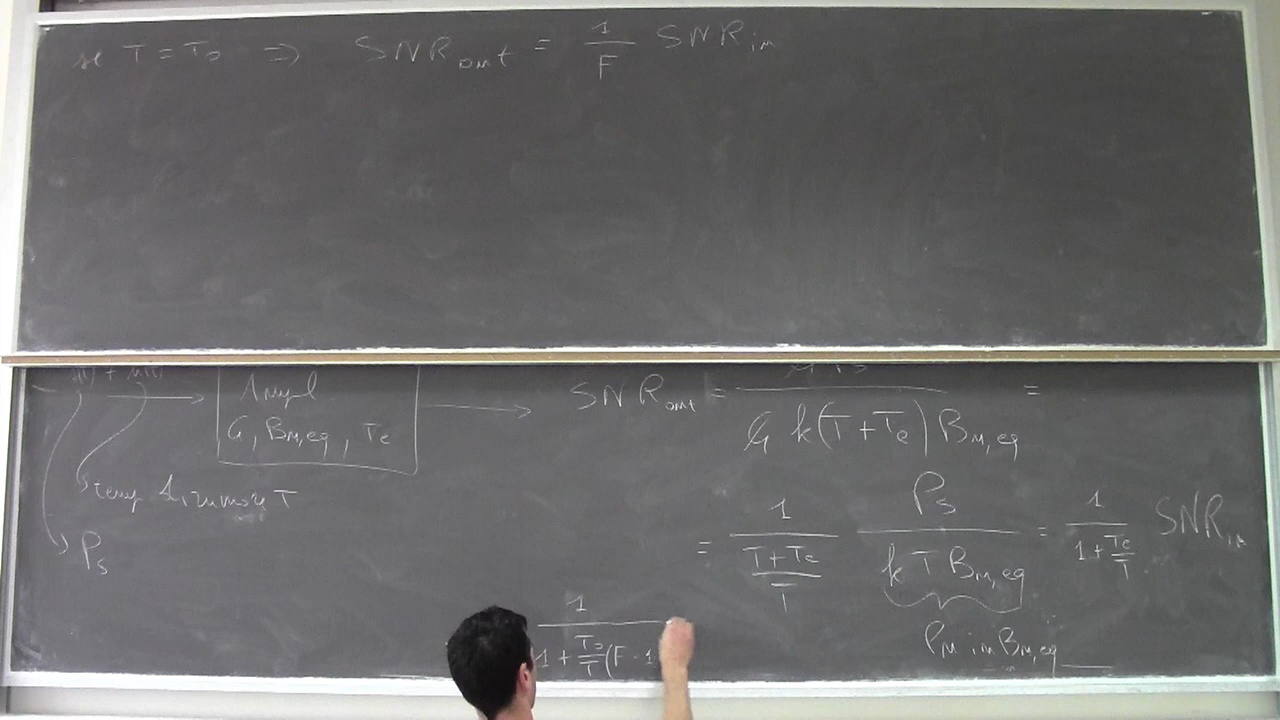 se T = T0 ⇒ SNRout = 1/F SNRin
Ampl
G, BN,eq, Te
SNRout = / G k(T + Te) BN,eq =
temp di rumore T
Ps
= 1/((T + Te)/T) Ps/(k T BN,eq) = 1/(1 + Te/T) SNRin
PN in BN,eq
1/(1 + T0/T (F - 1